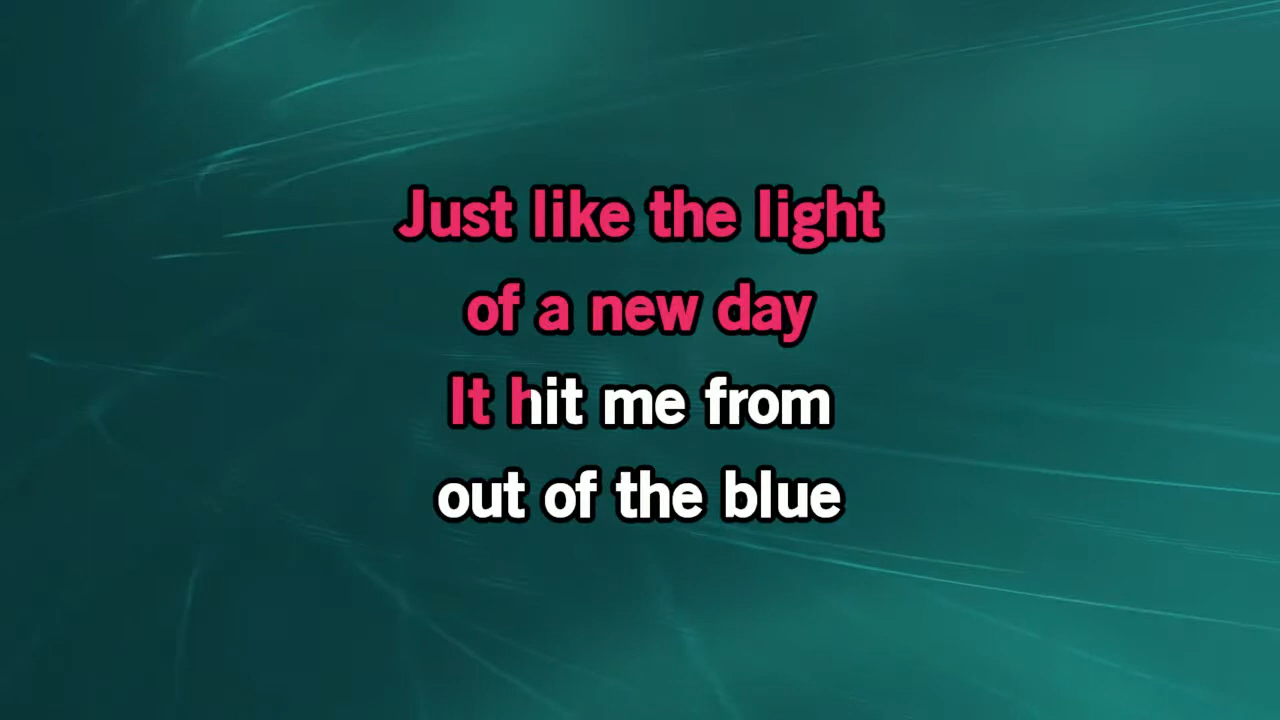 Just like the light
of a new day
It hit me from
out of the blue